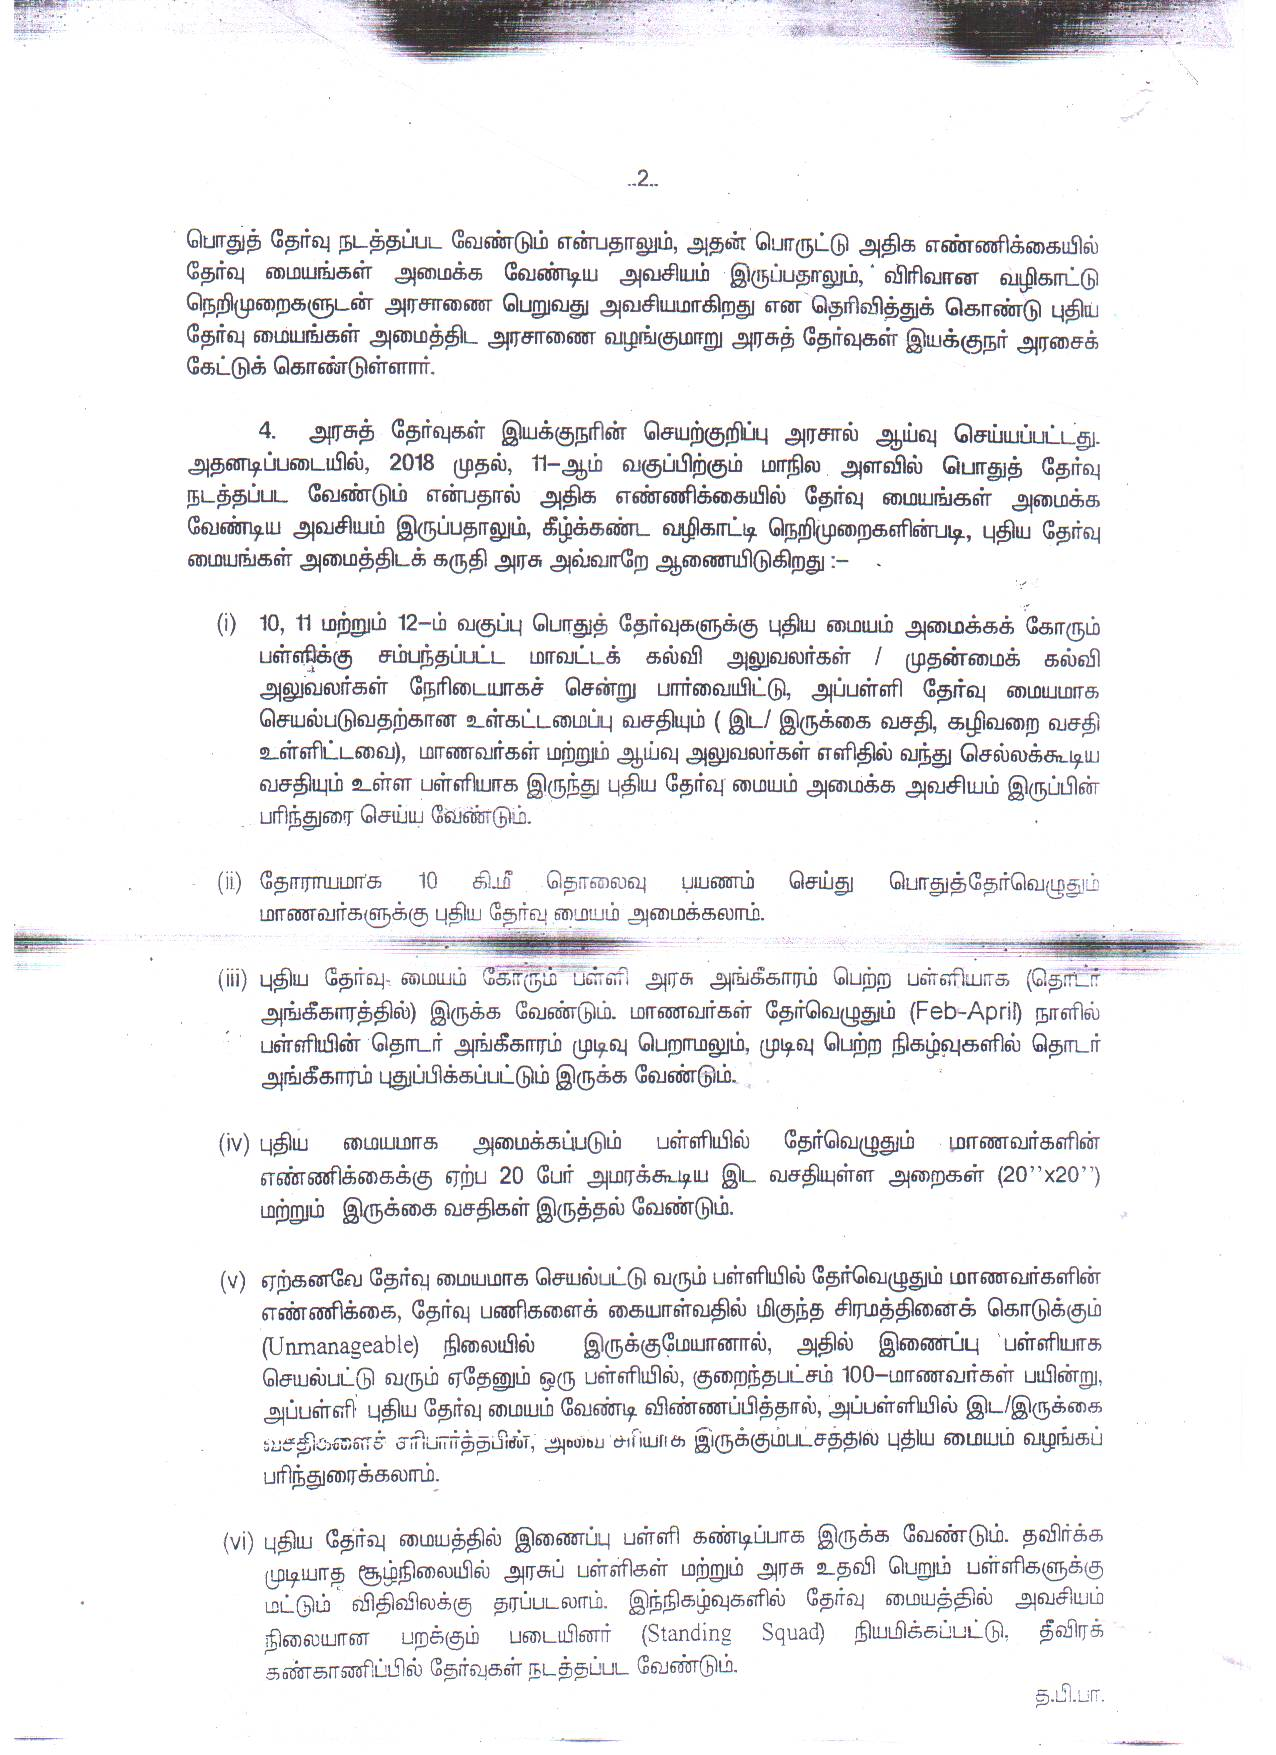 ..2..
பொதுத் தேர்வு நடத்தப்பட வேண்டும் என்பதாலும், அதன் பொருட்டு அதிக எண்ணிக்கையில்
தேர்வு மையங்கள் அமைக்க வேண்டிய அவசியம் இருப்பதாலும், விரிவான வழிகாட்டு
நெறிமுறைகளுடன் அரசாணை பெறுவது அவசியமாகிறது என தெரிவித்துக் கொண்டு புதிய
தேர்வு மையங்கள் அமைத்திட அரசாணை வழங்குமாறு அரசுத் தேர்வுகள் இயக்குநர் அரசைக்
கேட்டுக் கொண்டுள்ளார்.
4. அரசுத் தேர்வுகள் இயக்குநரின் செயற்குறிப்பு அரசால் ஆய்வு செய்யப்பட்டது.
அதனடிப்படையில், 2018 முதல், 11–ஆம் வகுப்பிற்கும் மாநில அளவில் பொதுத் தேர்வு
நடத்தப்பட வேண்டும் என்பதால் அதிக எண்ணிக்கையில் தேர்வு மையங்கள் அமைக்க
வேண்டிய அவசியம் இருப்பதாலும், கீழ்க்கண்ட வழிகாட்டி நெறிமுறைகளின்படி, புதிய தேர்வு
மையங்கள் அமைத்திடக் கருதி அரசு அவ்வாறே ஆணையிடுகிறது :–
(i) 10, 11 மற்றும் 12–ம் வகுப்பு பொதுத் தேர்வுகளுக்கு புதிய மையம் அமைக்கக் கோரும்
பள்ளிக்கு சம்பந்தப்பட்ட மாவட்டக் கல்வி அலுவலர்கள் / முதன்மைக் கல்வி
அலுவலர்கள் நேரிடையாகச் சென்று பார்வையிட்டு, அப்பள்ளி தேர்வு மையமாக
செயல்படுவதற்கான உள்கட்டமைப்பு வசதியும் ( இட/ இருக்கை வசதி, கழிவறை வசதி
உள்ளிட்டவை), மாணவர்கள் மற்றும் ஆய்வு அலுவலர்கள் எளிதில் வந்து செல்லக்கூடிய
வசதியும் உள்ள பள்ளியாக இருந்து புதிய தேர்வு மையம் அமைக்க அவசியம் இருப்பின்
பரிந்துரை செய்ய வேண்டும்.
(ii) தோராயமாக 10 கி.மீ தொலைவு பயணம் செய்து பொதுத்தேர்வெழுதும்
மாணவர்களுக்கு புதிய தேர்வு மையம் அமைக்கலாம்.
(iii) புதிய தேர்வு மையம் கோரும் பள்ளி அரசு அங்கீகாரம் பெற்ற பள்ளியாக (தொடர்
அங்கீகாரத்தில்) இருக்க வேண்டும். மாணவர்கள் தேர்வெழுதும் (Feb-April) நாளில்
பள்ளியின் தொடர் அங்கீகாரம் முடிவு பெறாமலும், முடிவு பெற்ற நிகழ்வுகளில் தொடர்
அங்கீகாரம் புதுப்பிக்கப்பட்டும் இருக்க வேண்டும்.
(iv) புதிய மையமாக அமைக்கப்படும் பள்ளியில் தேர்வெழுதும் மாணவர்களின்
எண்ணிக்கைக்கு ஏற்ப 20 பேர் அமரக்கூடிய இட வசதியுள்ள அறைகள் (20’’x20’’)
மற்றும் இருக்கை வசதிகள் இருத்தல் வேண்டும்.
(v) ஏற்கனவே தேர்வு மையமாக செயல்பட்டு வரும் பள்ளியில் தேர்வெழுதும் மாணவர்களின்
எண்ணிக்கை, தேர்வு பணிகளைக் கையாள்வதில் மிகுந்த சிரமத்தினைக் கொடுக்கும்
(Unmanageable) நிலையில் இருக்குமேயானால், அதில் இணைப்பு பள்ளியாக
செயல்பட்டு வரும் ஏதேனும் ஒரு பள்ளியில், குறைந்தபட்சம் 100–மாணவர்கள் பயின்று,
அப்பள்ளி புதிய தேர்வு மையம் வேண்டி விண்ணப்பித்தால், அப்பள்ளியில் இட/இருக்கை
வசதிகளைச் சரிபார்த்தபின், அவை சரியாக இருக்கும்பட்சத்தில் புதிய மையம் வழங்கப்
பரிந்துரைக்கலாம்.
(vi) புதிய தேர்வு மையத்தில் இணைப்பு பள்ளி கண்டிப்பாக இருக்க வேண்டும். தவிர்க்க
முடியாத சூழ்நிலையில் அரசுப் பள்ளிகள் மற்றும் அரசு உதவி பெறும் பள்ளிகளுக்கு
மட்டும் விதிவிலக்கு தரப்படலாம். இந்நிகழ்வுகளில் தேர்வு மையத்தில் அவசியம்
நிலையான பறக்கும் படையினர் (Standing Squad) நியமிக்கப்பட்டு, தீவிரக்
கண்காணிப்பில் தேர்வுகள் நடத்தப்பட வேண்டும்.
த.பி.பா.